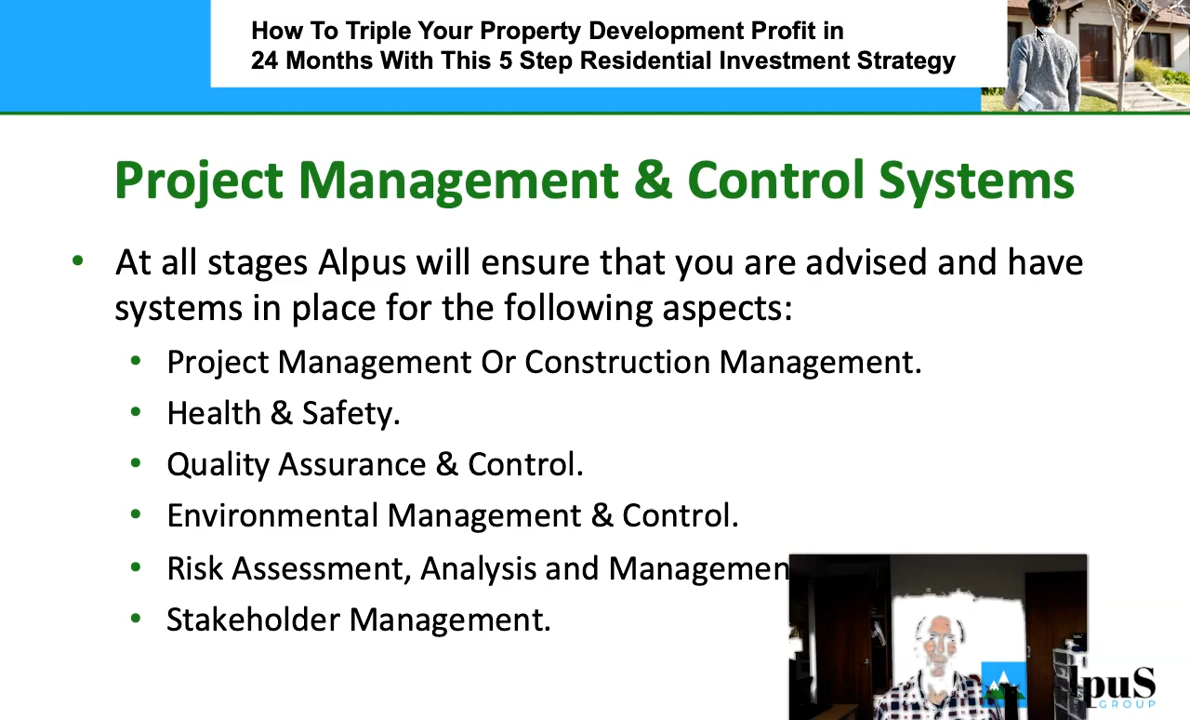 How To Triple Your Property Development Profit in
24 Months With This 5 Step Residential Investment Strategy
Project Management & Control Systems
• At all stages Alpus will ensure that you are advised and have
systems in place for the following aspects:
• Project Management Or Construction Management.
• Health & Safety.
• Quality Assurance & Control.
• Environmental Management & Control.
• Risk Assessment, Analysis and Managemen
• Stakeholder Management.
lpuS
GROUP